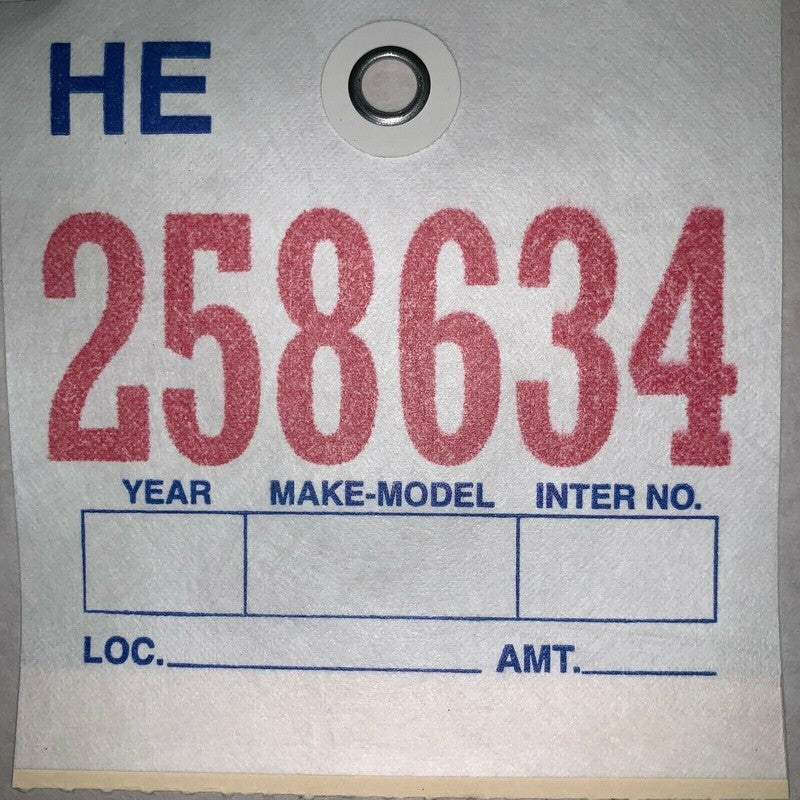 HE
258634
YEAR MAKE-MODEL INTER NO.
LOC. AMT.